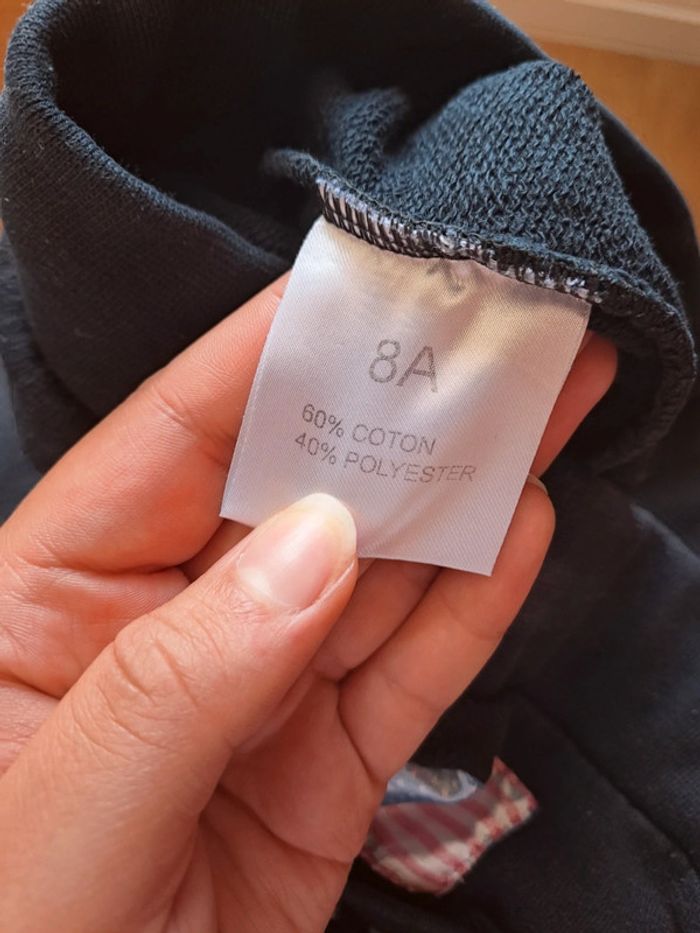 8A
60% COTON
40% POLYESTER